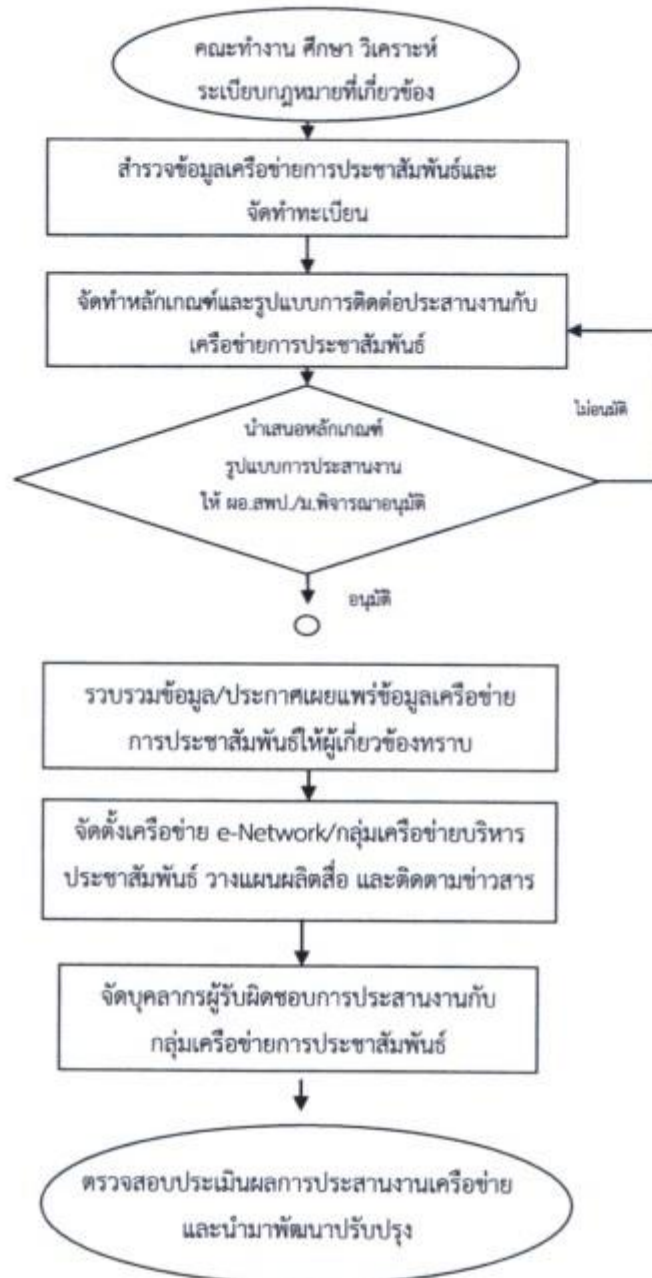 คณะทำงาน ศึกษา วิเคราะห์
ระเบียบกฎหมายที่เกี่ยวข้อง
สำรวจข้อมูลเครือข่ายการประชาสัมพันธ์และ
จัดทำทะเบียน
จัดทำหลักเกณฑ์และรูปแบบการติดต่อประสานงานกับ
เครือข่ายการประชาสัมพันธ์
ไม่อนุมัติ
นำเสนอหลักเกณฑ์
รูปแบบการประสานงาน
ให้ ผอ.สพป./ม.พิจารณาอนุมัติ
อนุมัติ
รวบรวมข้อมูล/ประกาศเผยแพร่ข้อมูลเครือข่าย
การประชาสัมพันธ์ให้ผู้เกี่ยวข้องทราบ
จัดตั้งเครือข่าย e-Network/กลุ่มเครือข่ายบริหาร
ประชาสัมพันธ์ วางแผนผลิตสื่อ และติดตามข่าวสาร
จัดบุคลากรผู้รับผิดชอบการประสานงานกับ
กลุ่มเครือข่ายการประชาสัมพันธ์
ตรวจสอบประเมินผลการประสานงานเครือข่าย
และนำมาพัฒนาปรับปรุง